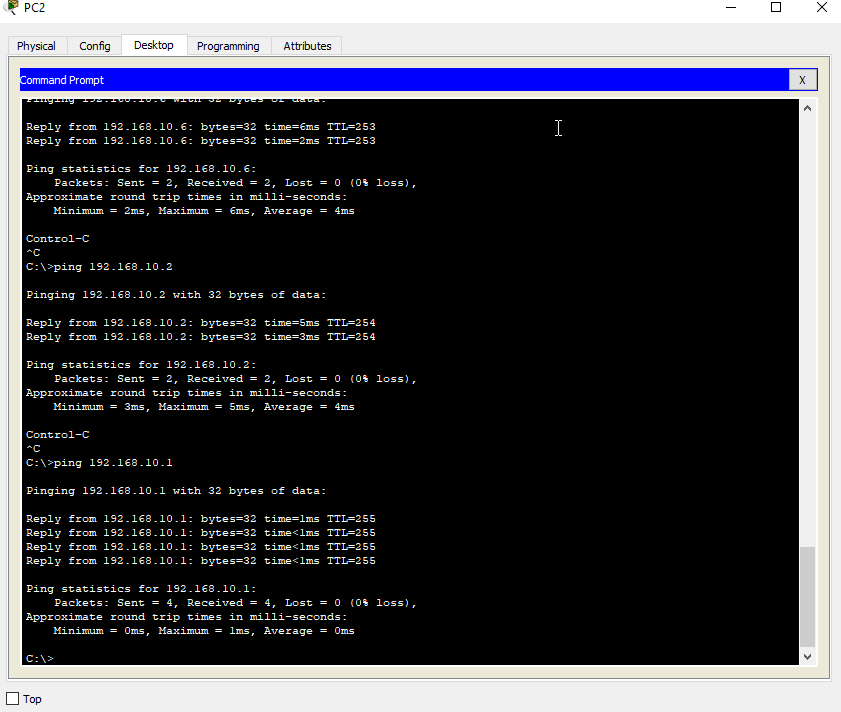 PC2
Physical Config Desktop Programming Attributes
Command Prompt X
Pinging 192.168.10.6 with 32 bytes of data:
Reply from 192.168.10.6: bytes=32 time=6ms TTL=253
Reply from 192.168.10.6: bytes=32 time=2ms TTL=253
Ping statistics for 192.168.10.6:
Packets: Sent = 2, Received = 2, Lost = 0 (0% loss),
Approximate round trip times in milli-seconds:
Minimum = 2ms, Maximum = 6ms, Average = 4ms
Control-C
^C
C:\>ping 192.168.10.2
Pinging 192.168.10.2 with 32 bytes of data:
Reply from 192.168.10.2: bytes=32 time=5ms TTL=254
Reply from 192.168.10.2: bytes=32 time=3ms TTL=254
Ping statistics for 192.168.10.2:
Packets: Sent = 2, Received = 2, Lost = 0 (0% loss),
Approximate round trip times in milli-seconds:
Minimum = 3ms, Maximum = 5ms, Average = 4ms
Control-C
^C
C:\>ping 192.168.10.1
Pinging 192.168.10.1 with 32 bytes of data:
Reply from 192.168.10.1: bytes=32 time=1ms TTL=255
Reply from 192.168.10.1: bytes=32 time<1ms TTL=255
Reply from 192.168.10.1: bytes=32 time<1ms TTL=255
Reply from 192.168.10.1: bytes=32 time<1ms TTL=255
Ping statistics for 192.168.10.1:
Packets: Sent = 4, Received = 4, Lost = 0 (0% loss),
Approximate round trip times in milli-seconds:
Minimum = 0ms, Maximum = 1ms, Average = 0ms
C:\>
Top